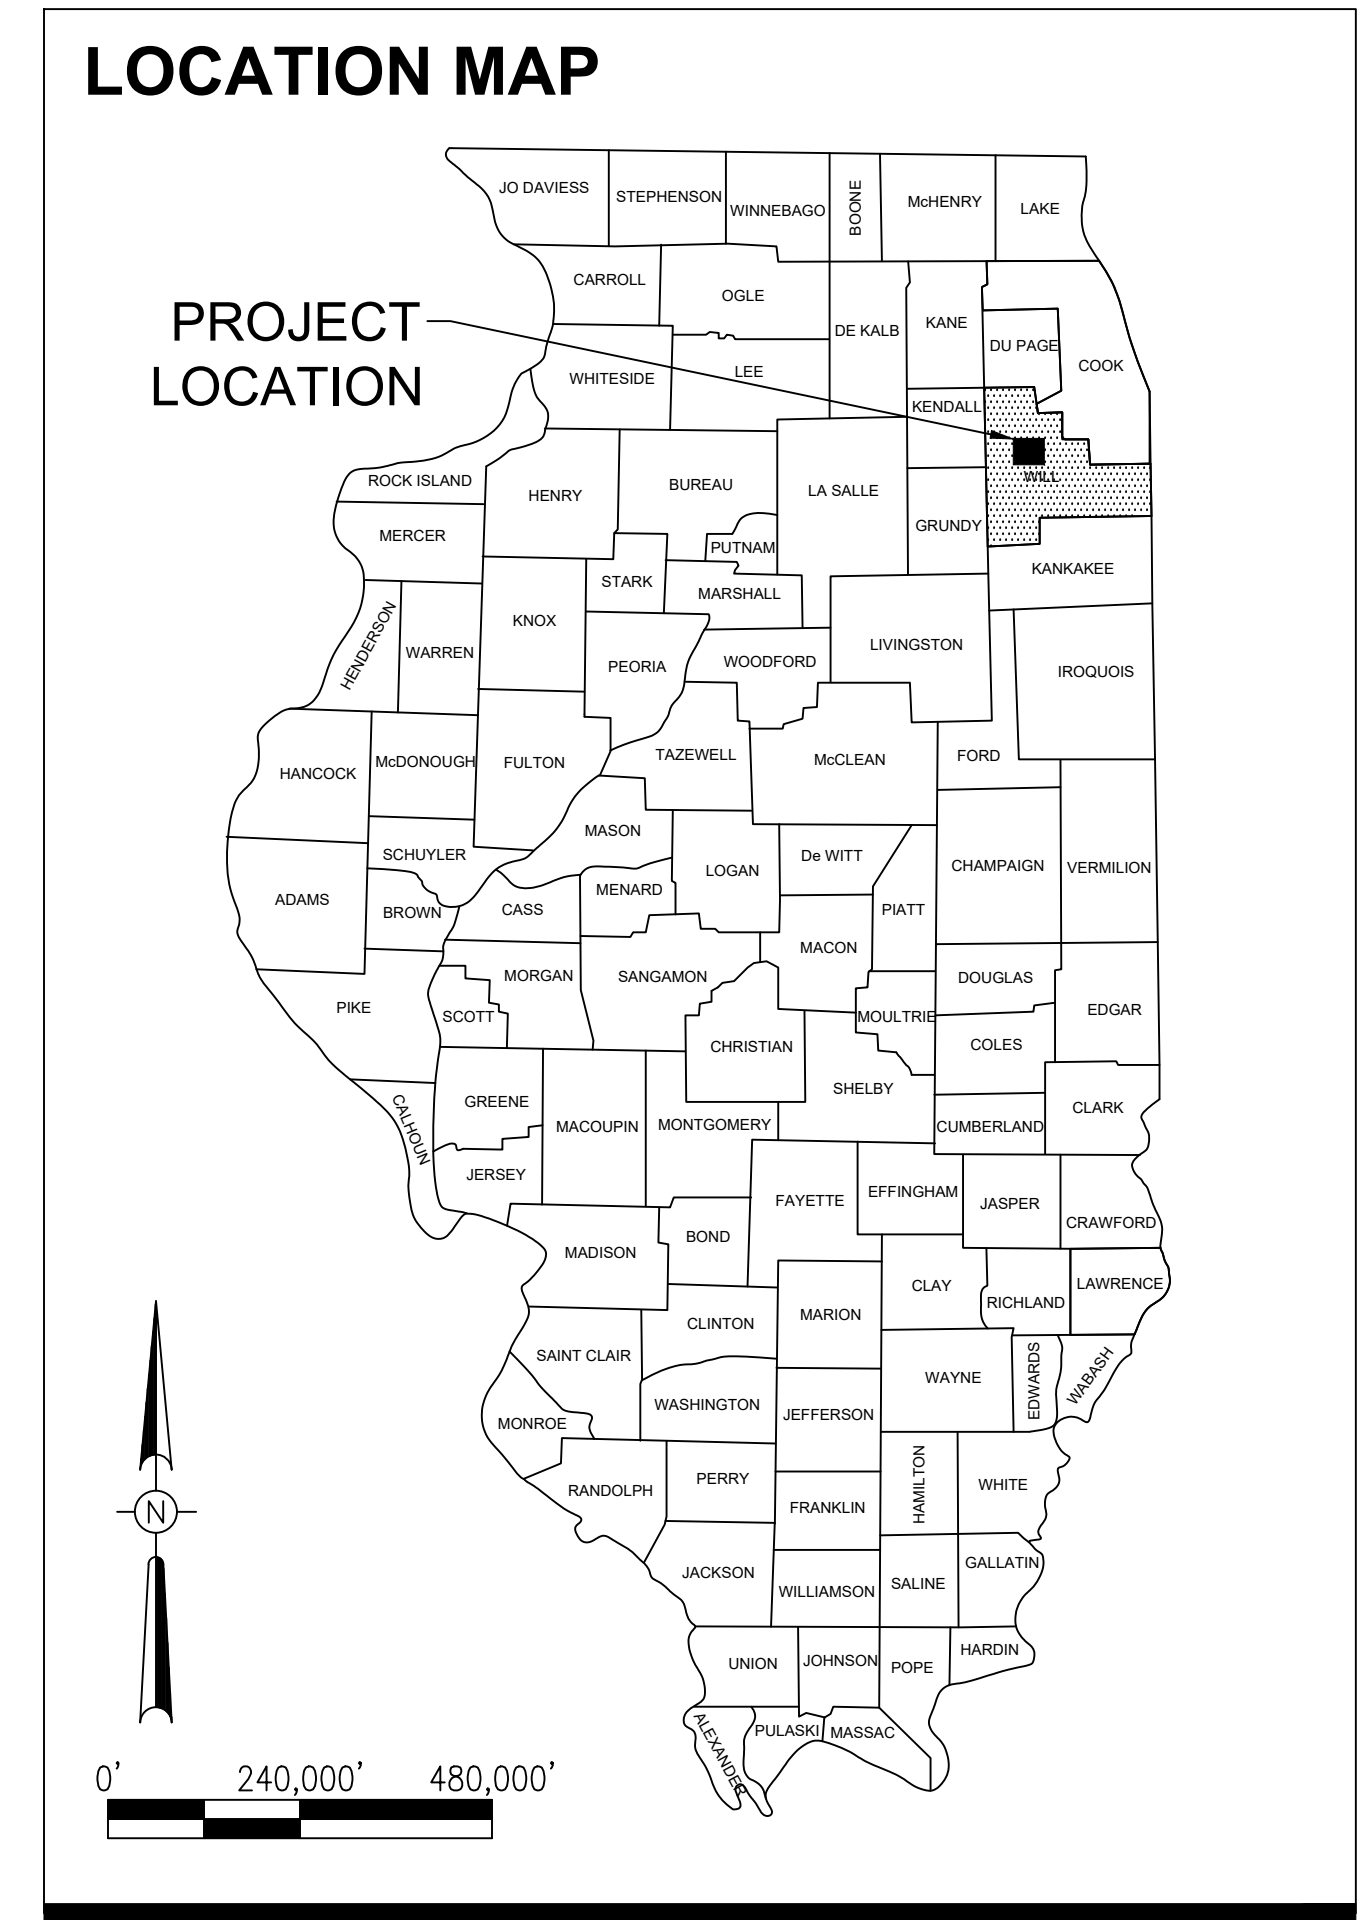 LOCATION MAP
JO DAVIESS
STEPHENSON
WINNEBAGO
BOONE
McHENRY
LAKE
CARROLL
OGLE
DE KALB
KANE
DU PAGE
COOK
PROJECT
LOCATION
WHITESIDE
LEE
KENDALL
ROCK ISLAND
HENRY
BUREAU
LA SALLE
WILL
MERCER
PUTNAM
GRUNDY
KANKAKEE
STARK
MARSHALL
HENDERSON
WARREN
KNOX
PEORIA
WOODFORD
LIVINGSTON
IROQUOIS
HANCOCK
McDONOUGH
FULTON
TAZEWELL
McCLEAN
FORD
MASON
SCHUYLER
LOGAN
De WITT
CHAMPAIGN
VERMILION
ADAMS
BROWN
CASS
MENARD
PIATT
MACON
PIKE
SCOTT
MORGAN
SANGAMON
MOULTRIE
DOUGLAS
EDGAR
CHRISTIAN
COLES
SHELBY
CALHOUN
GREENE
MACOUPIN
MONTGOMERY
CUMBERLAND
CLARK
JERSEY
FAYETTE
EFFINGHAM
JASPER
CRAWFORD
MADISON
BOND
CLAY
RICHLAND
LAWRENCE
CLINTON
MARION
SAINT CLAIR
WAYNE
EDWARDS
WABASH
MONROE
WASHINGTON
JEFFERSON
RANDOLPH
PERRY
FRANKLIN
HAMILTON
WHITE
N
JACKSON
WILLIAMSON
SALINE
GALLATIN
UNION
JOHNSON
POPE
HARDIN
ALEXANDER
PULASKI
MASSAC
0' 240,000' 480,000'